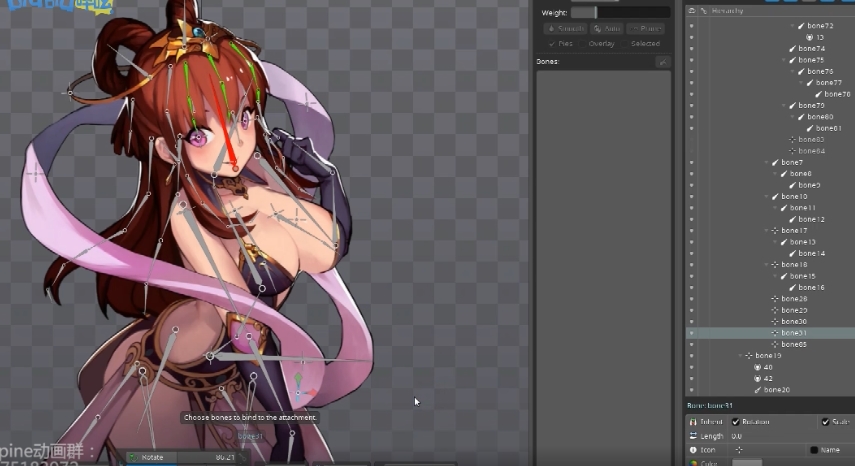 Weight:
Smooth Auto Prune
Pies Overlay Selected
Bones:
Hierarchy
bone72
13
bone74
bone75
bone76
bone77
bone78
bone79
bone80
bone81
bone83
bone84
bone7
bone8
bone9
bone10
bone11
bone12
bone17
bone13
bone14
bone18
bone15
bone16
bone28
bone29
bone30
bone31
bone85
bone19
40
42
bone20
Choose bones to bind to the attachment.
bone31
Bone: bone31
Inherit Rotation Scale
Length 0.0
Icon Name
Color
pine动画群：
Rotate 86.21